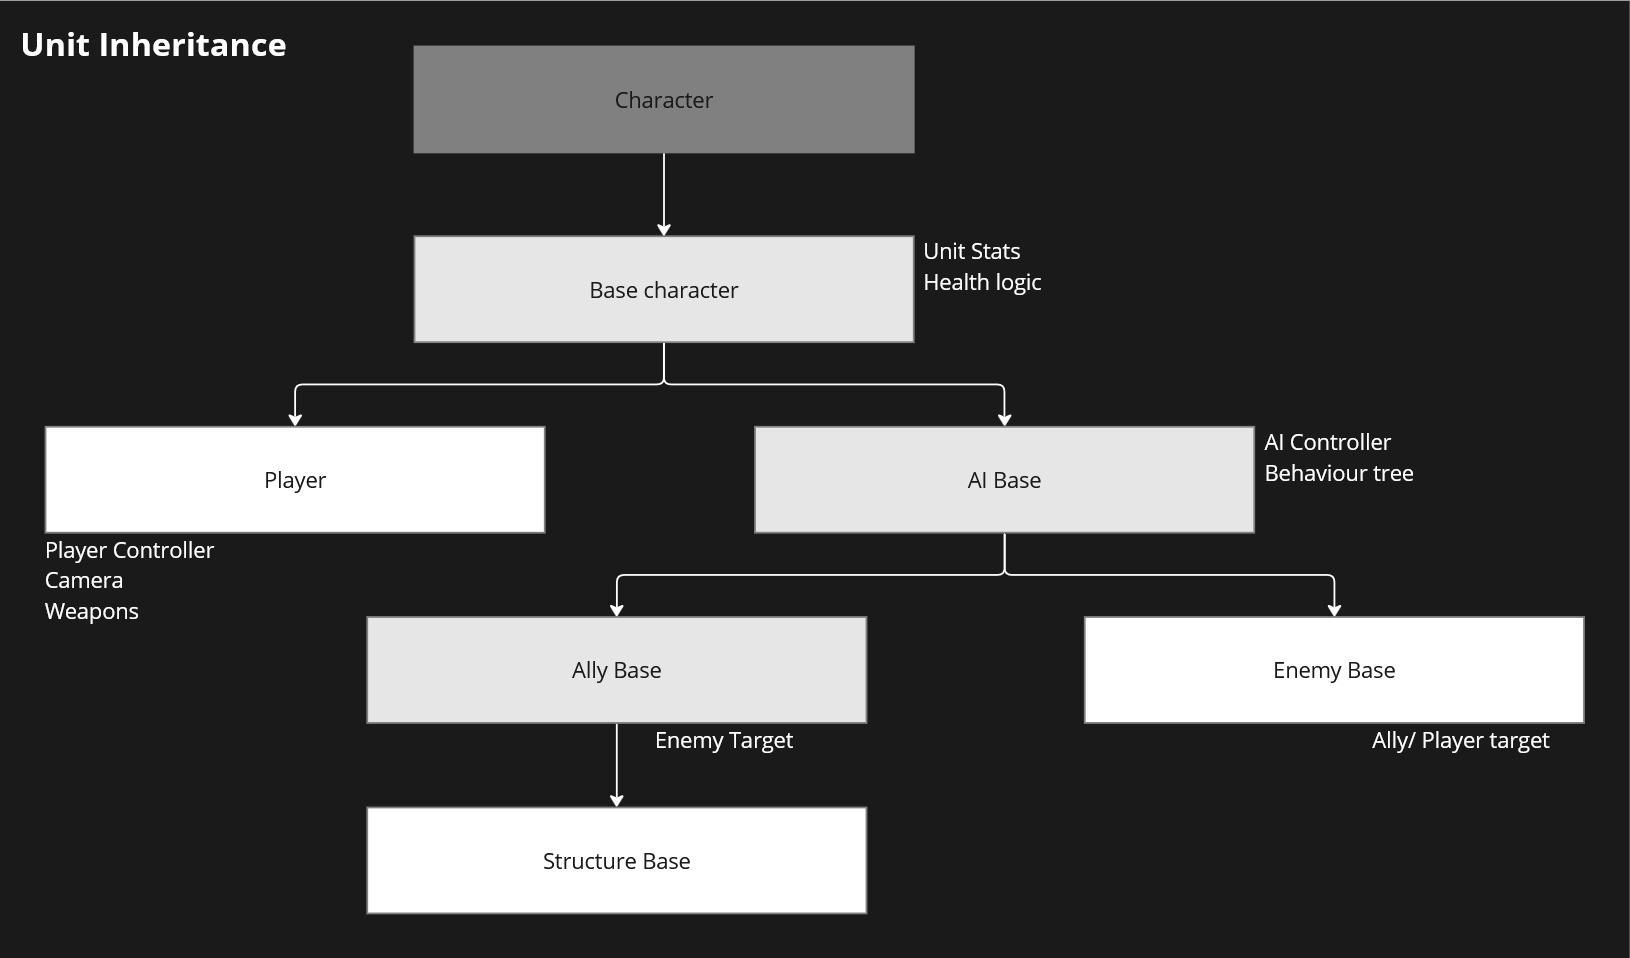 Unit Inheritance
Character
Base character
Unit Stats
Health logic
Player
AI Base
AI Controller
Behaviour tree
Player Controller
Camera
Weapons
Ally Base
Enemy Base
Enemy Target
Ally/ Player target
Structure Base